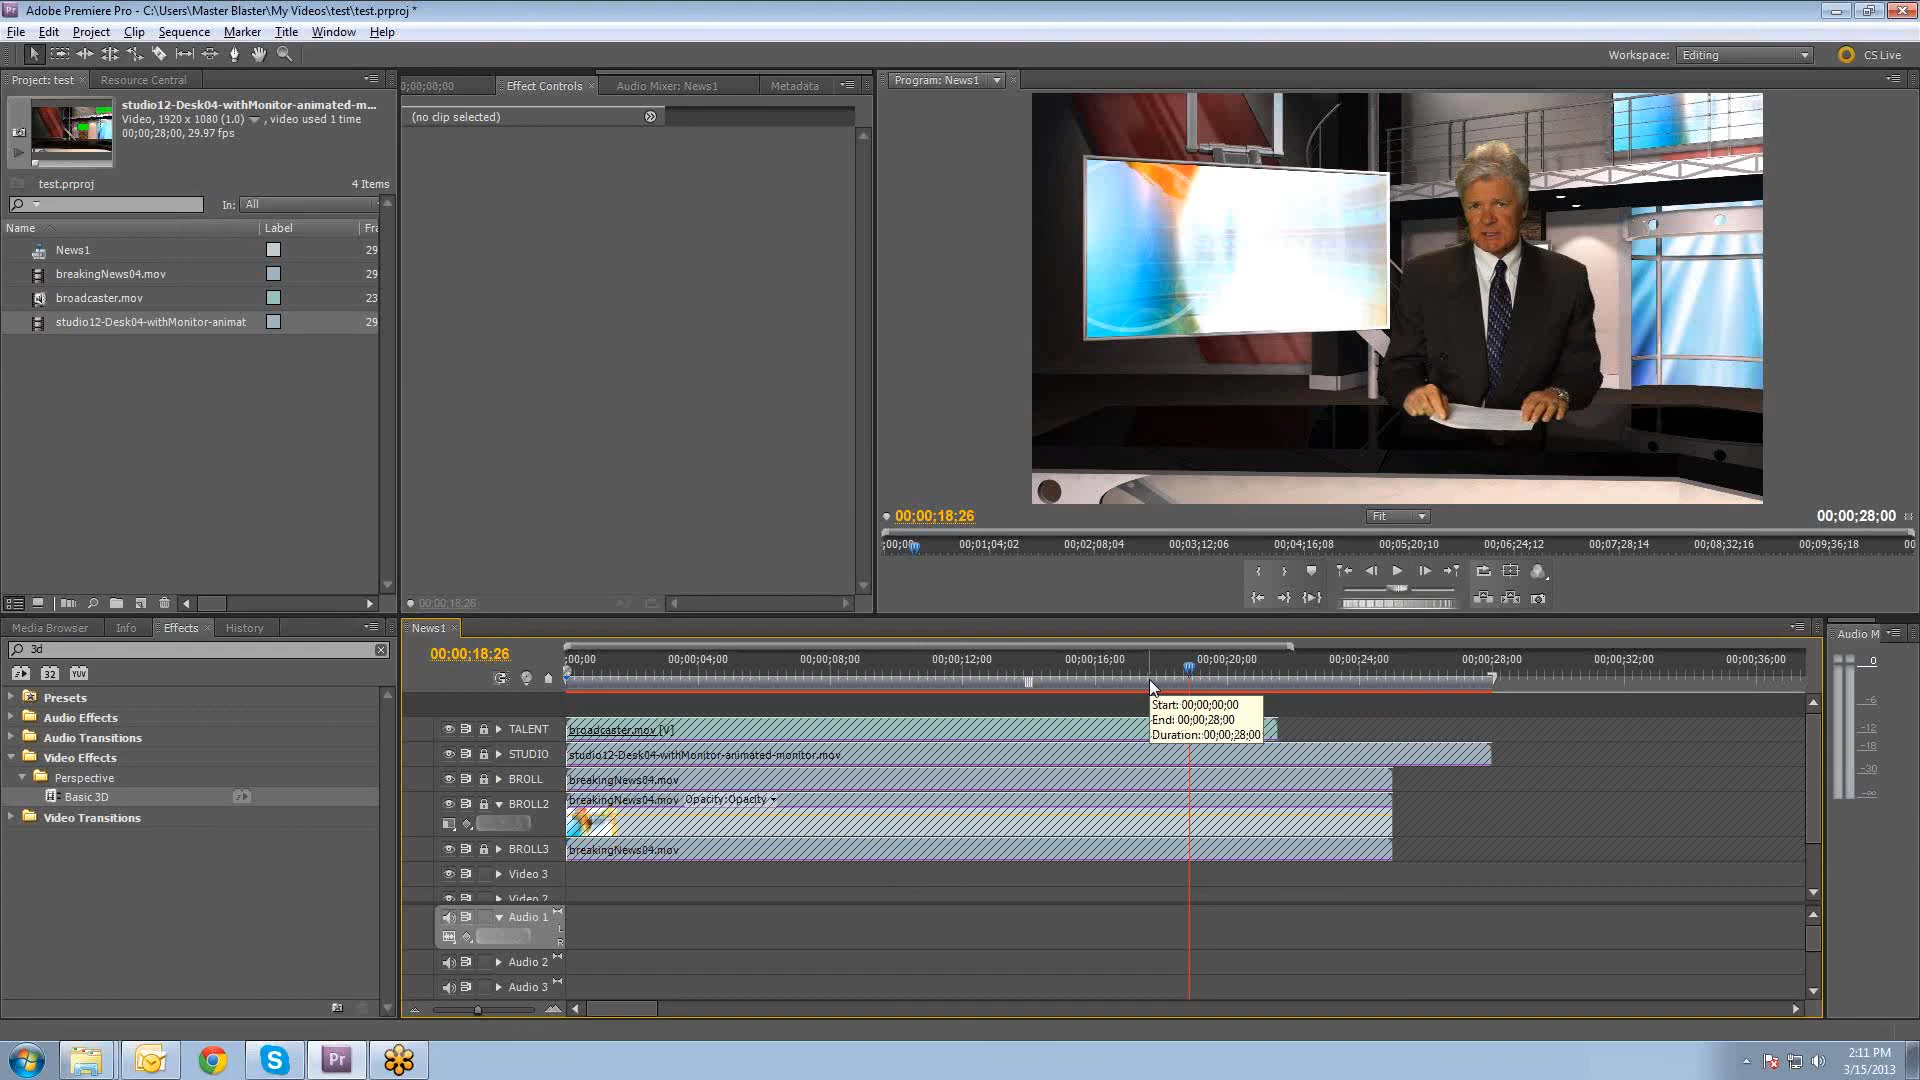 Adobe Premiere Pro - C:\Users\Master Blaster\My Videos\test\test.prproj *
File Edit Project Clip Sequence Marker Title Window Help
Workspace: Editing CS Live
Project: test Resource Central
studio12-Desk04-withMonitor-animated-m...
Video, 1920 x 1080 (1.0) , video used 1 time
00;00;28;00, 29.97 fps
test.prproj 4 Items
In: All
Name Label Fra
News1 29
breakingNews04.mov 29
broadcaster.mov 23
studio12-Desk04-withMonitor-animat 29
0;00;00;00 Effect Controls Audio Mixer: News1 Metadata
(no clip selected)
00;00;18;26
Program: News1
00;00;18;26 Fit 00;00;28;00
;00;00 00;01;04;02 00;02;08;04 00;03;12;06 00;04;16;08 00;05;20;10 00;06;24;12 00;07;28;14 00;08;32;16 00;09;36;18 00
Media Browser Info Effects History
3d
32 YUV
Presets
Audio Effects
Audio Transitions
Video Effects
Perspective
Basic 3D
Video Transitions
News1
00;00;18;26
;00;00 00;00;04;00 00;00;08;00 00;00;12;00 00;00;16;00 00;00;20;00 00;00;24;00 00;00;28;00 00;00;32;00 00;00;36;00
Start: 00;00;00;00
End: 00;00;28;00
Duration: 00;00;28;00
TALENT broadcaster.mov [V]
STUDIO studio12-Desk04-withMonitor-animated-monitor.mov
BROLL breakingNews04.mov
BROLL2 breakingNews04.mov Opacity:Opacity
BROLL3 breakingNews04.mov
Video 3
Video 2
Audio 1
L
R
Audio 2
Audio 3
Audio M
0
-6
-12
-18
-30
-∞
Pr
2:11 PM
3/15/2013